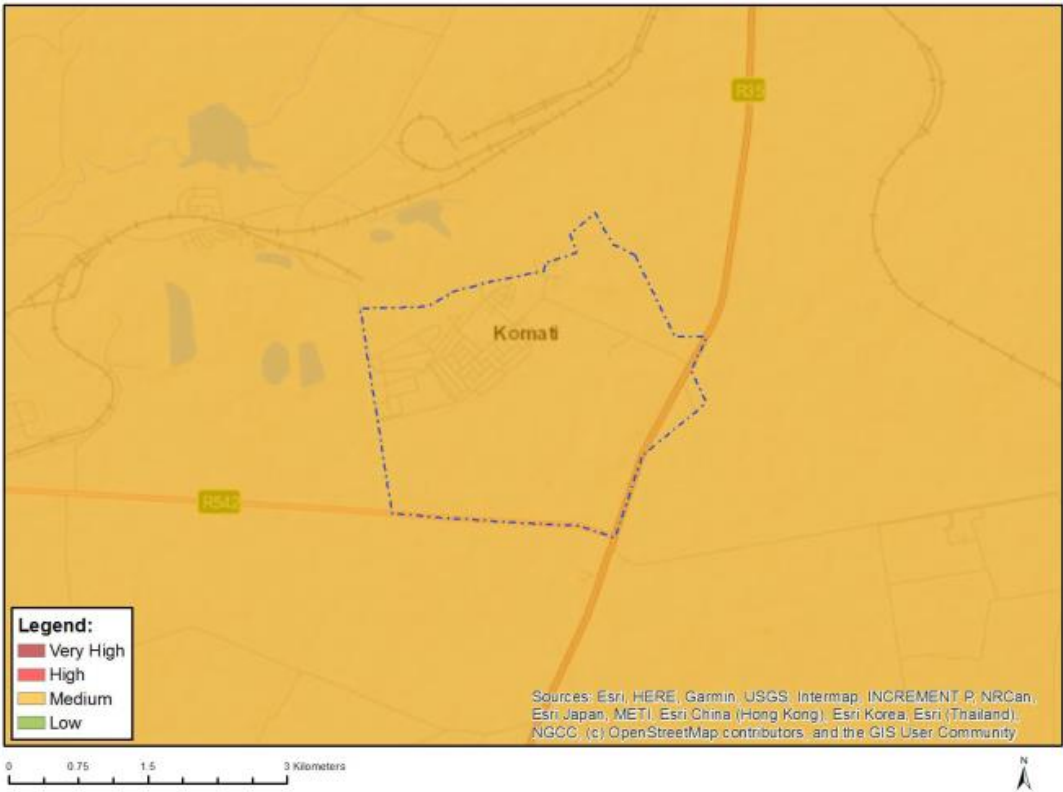 R35
Komati
R542
Legend:
Very High
High
Medium
Low
Sources: Esri, HERE, Garmin, USGS, Intermap, INCREMENT P, NRCan,
Esri Japan, METI, Esri China (Hong Kong), Esri Korea, Esri (Thailand),
NGCC, (c) OpenStreetMap contributors, and the GIS User Community
0 0.75 1.5 3 Kilometers
N